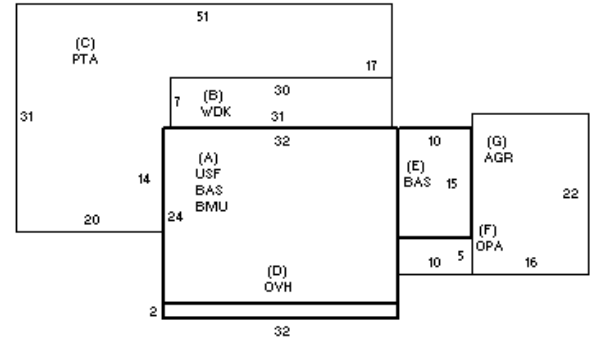 51
(C)
PTA
17
30
7
(B)
WDK
31
31
32
10
(G)
AGR
(A)
USF
BAS
BMU
(E)
BAS
15
14
22
24
20
(F)
OPA
5
10
16
(D)
OVH
2
32